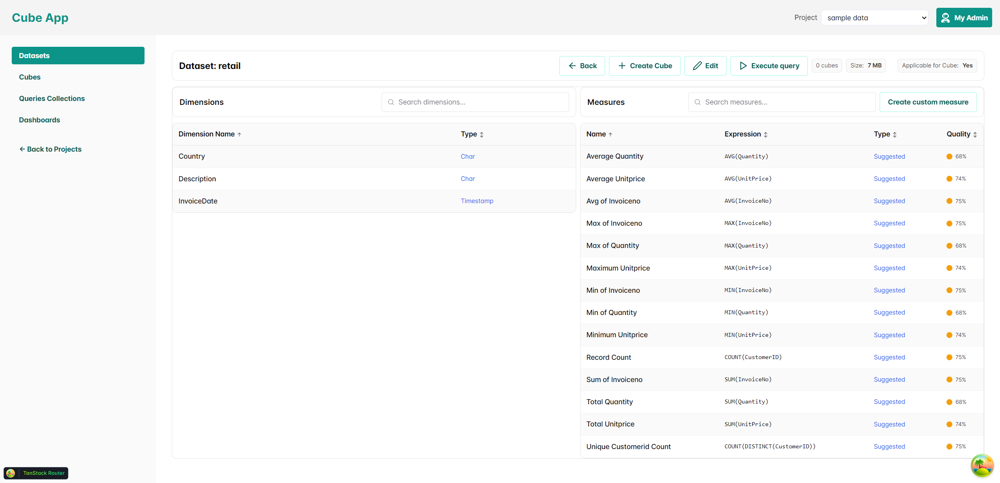 Cube App
Project sample data My Admin
Datasets
Cubes
Queries Collections
Dashboards
← Back to Projects
Dataset: retail
← Back + Create Cube Edit Execute query 0 cubes Size: 7 MB Applicable for Cube: Yes
Dimensions Search dimensions...
Dimension Name ↑ Type ↕
Country Char
Description Char
InvoiceDate Timestamp
Measures Search measures... Create custom measure
Name ↑ Expression ↕ Type ↕ Quality ↕
Average Quantity AVG(Quantity) Suggested 68%
Average Unitprice AVG(UnitPrice) Suggested 74%
Avg of Invoiceno AVG(InvoiceNo) Suggested 75%
Max of Invoiceno MAX(InvoiceNo) Suggested 75%
Max of Quantity MAX(Quantity) Suggested 68%
Maximum Unitprice MAX(UnitPrice) Suggested 74%
Min of Invoiceno MIN(InvoiceNo) Suggested 75%
Min of Quantity MIN(Quantity) Suggested 68%
Minimum Unitprice MIN(UnitPrice) Suggested 74%
Record Count COUNT(CustomerID) Suggested 75%
Sum of Invoiceno SUM(InvoiceNo) Suggested 75%
Total Quantity SUM(Quantity) Suggested 68%
Total Unitprice SUM(UnitPrice) Suggested 74%
Unique Customerid Count COUNT(DISTINCT(CustomerID)) Suggested 75%
TanStack Router